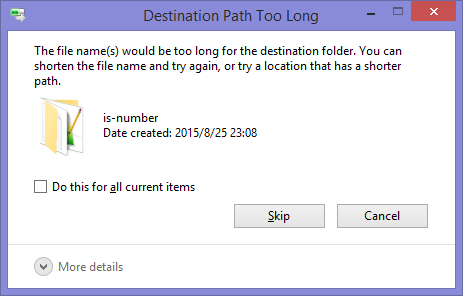 Destination Path Too Long
The file name(s) would be too long for the destination folder. You can
shorten the file name and try again, or try a location that has a shorter
path.
is-number
Date created: 2015/8/25 23:08
Do this for all current items
Skip
Cancel
More details